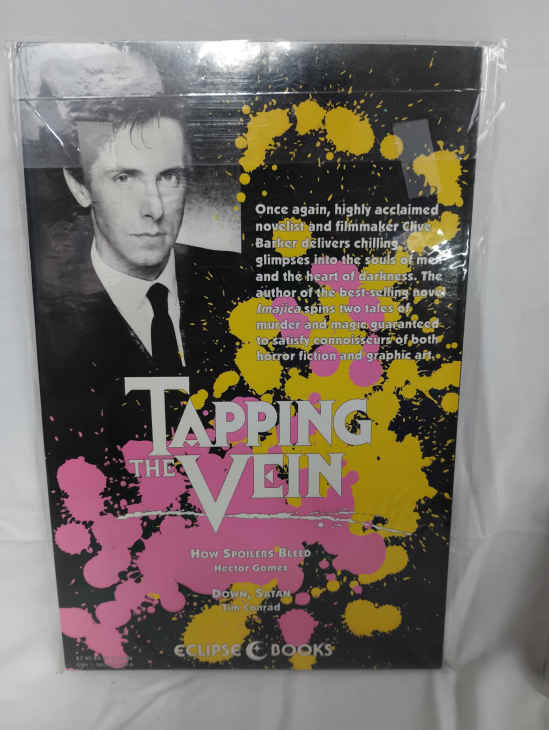 Once again, highly acclaimed
novelist and filmmaker Clive
Barker delivers chilling
glimpses into the souls of men
and the heart of darkness. The
author of the best-selling novel
Imajica spins two tales of
murder and magic guaranteed
to satisfy connoisseurs of both
horror fiction and graphic art.
TAPPING
THE VEIN
HOW SPOILERS BLEED
Hector Gomez
DOWN, SATAN
Tim Conrad
ECLIPSE BOOKS